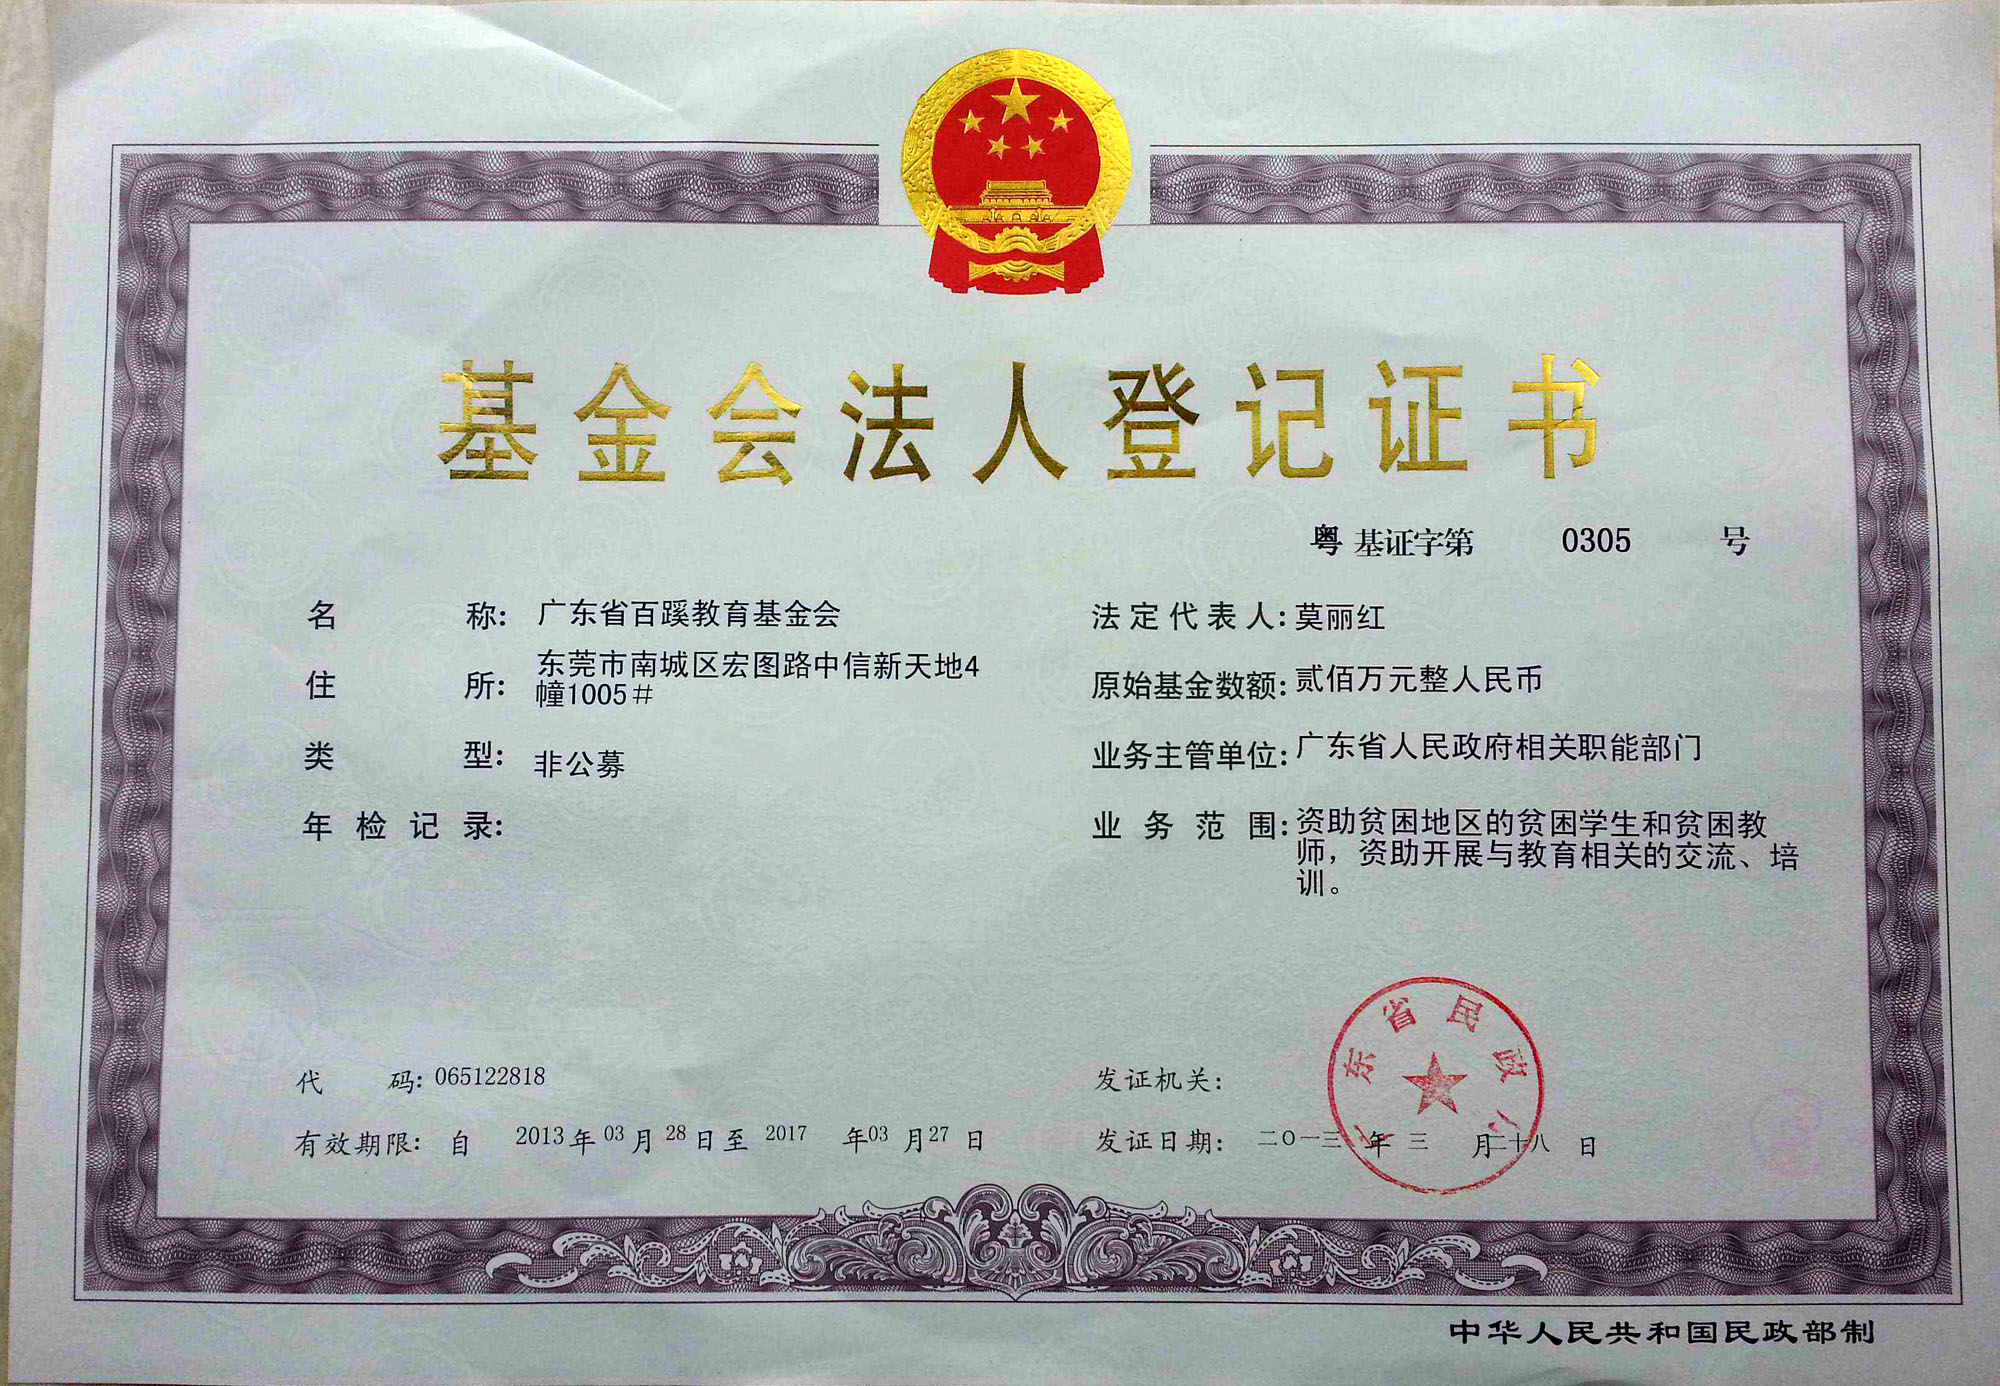 基金会法人登记证书
粤 基证字第 0305 号
名称: 广东省百蹊教育基金会
住所: 东莞市南城区宏图路中信新天地4
幢1005#
类型: 非公募
年检记录:
法定代表人: 莫丽红
原始基金数额: 贰佰万元整人民币
业务主管单位: 广东省人民政府相关职能部门
业务范围: 资助贫困地区的贫困学生和贫困教
师，资助开展与教育相关的交流、培
训。
代码: 065122818
有效期限: 自 2013 年 03 月 28 日至 2017 年 03 月 27 日
发证机关:
广东省民政厅
发证日期: 二〇一三 年 三 月 二十八 日
中华人民共和国民政部制